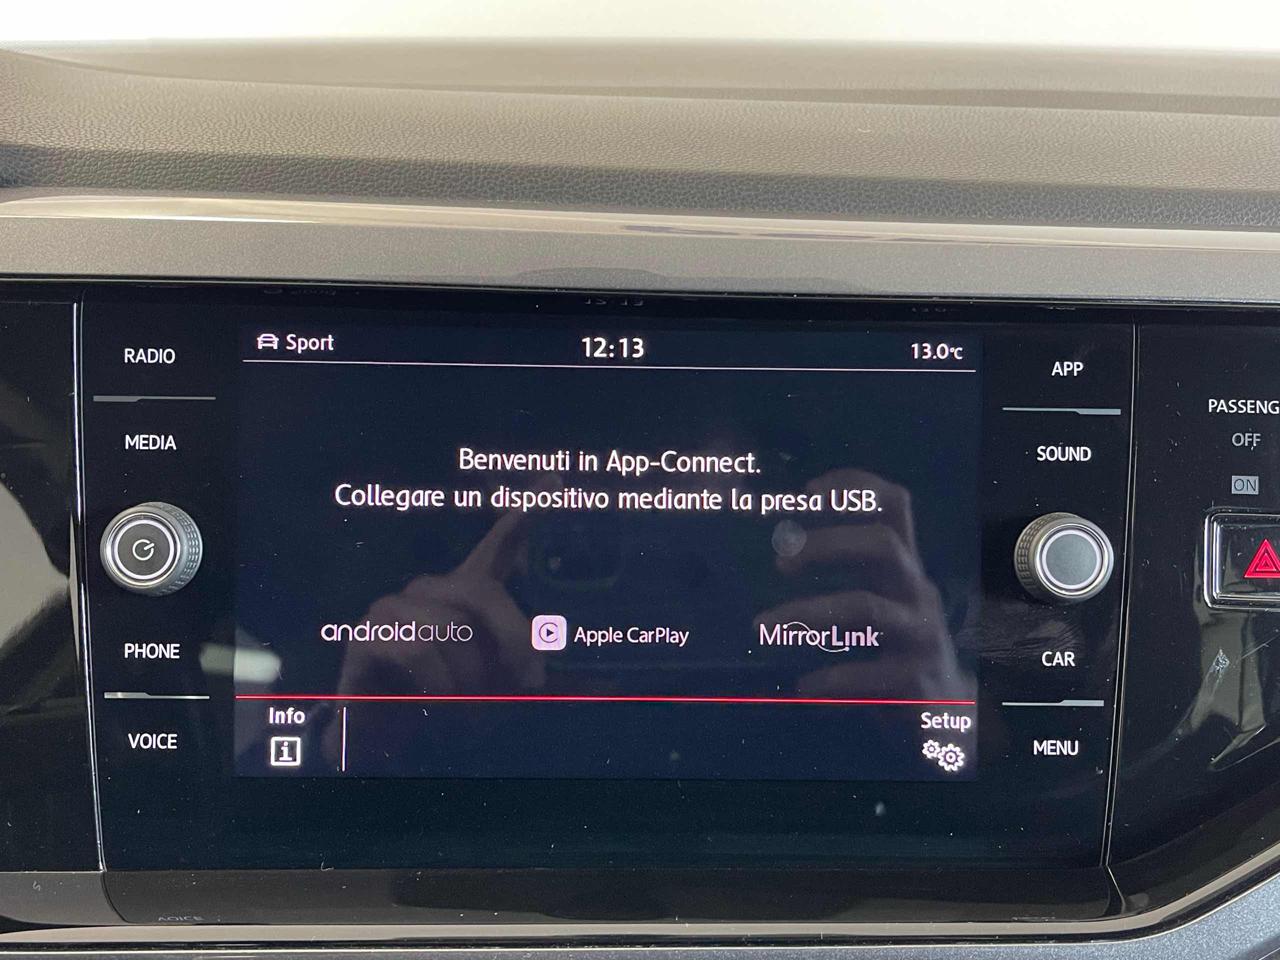 RADIO
MEDIA
PHONE
VOICE
Sport
12:13
13.0°C
Benvenuti in App-Connect.
Collegare un dispositivo mediante la presa USB.
androidauto
Apple CarPlay
MirrorLink
Info
Setup
APP
SOUND
CAR
MENU
PASSENG
OFF
ON